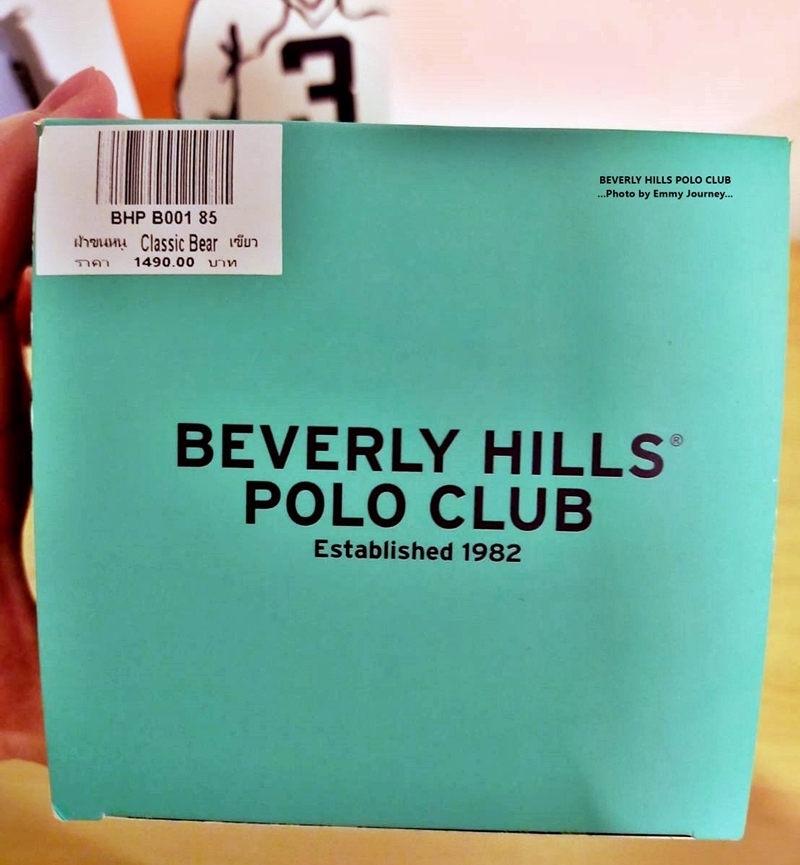 3
BHP B001 85
ผ้าขนหนู Classic Bear เขียว
ราคา 1490.00 บาท
BEVERLY HILLS POLO CLUB
...Photo by Emmy Journey...
BEVERLY HILLS®
POLO CLUB
Established 1982